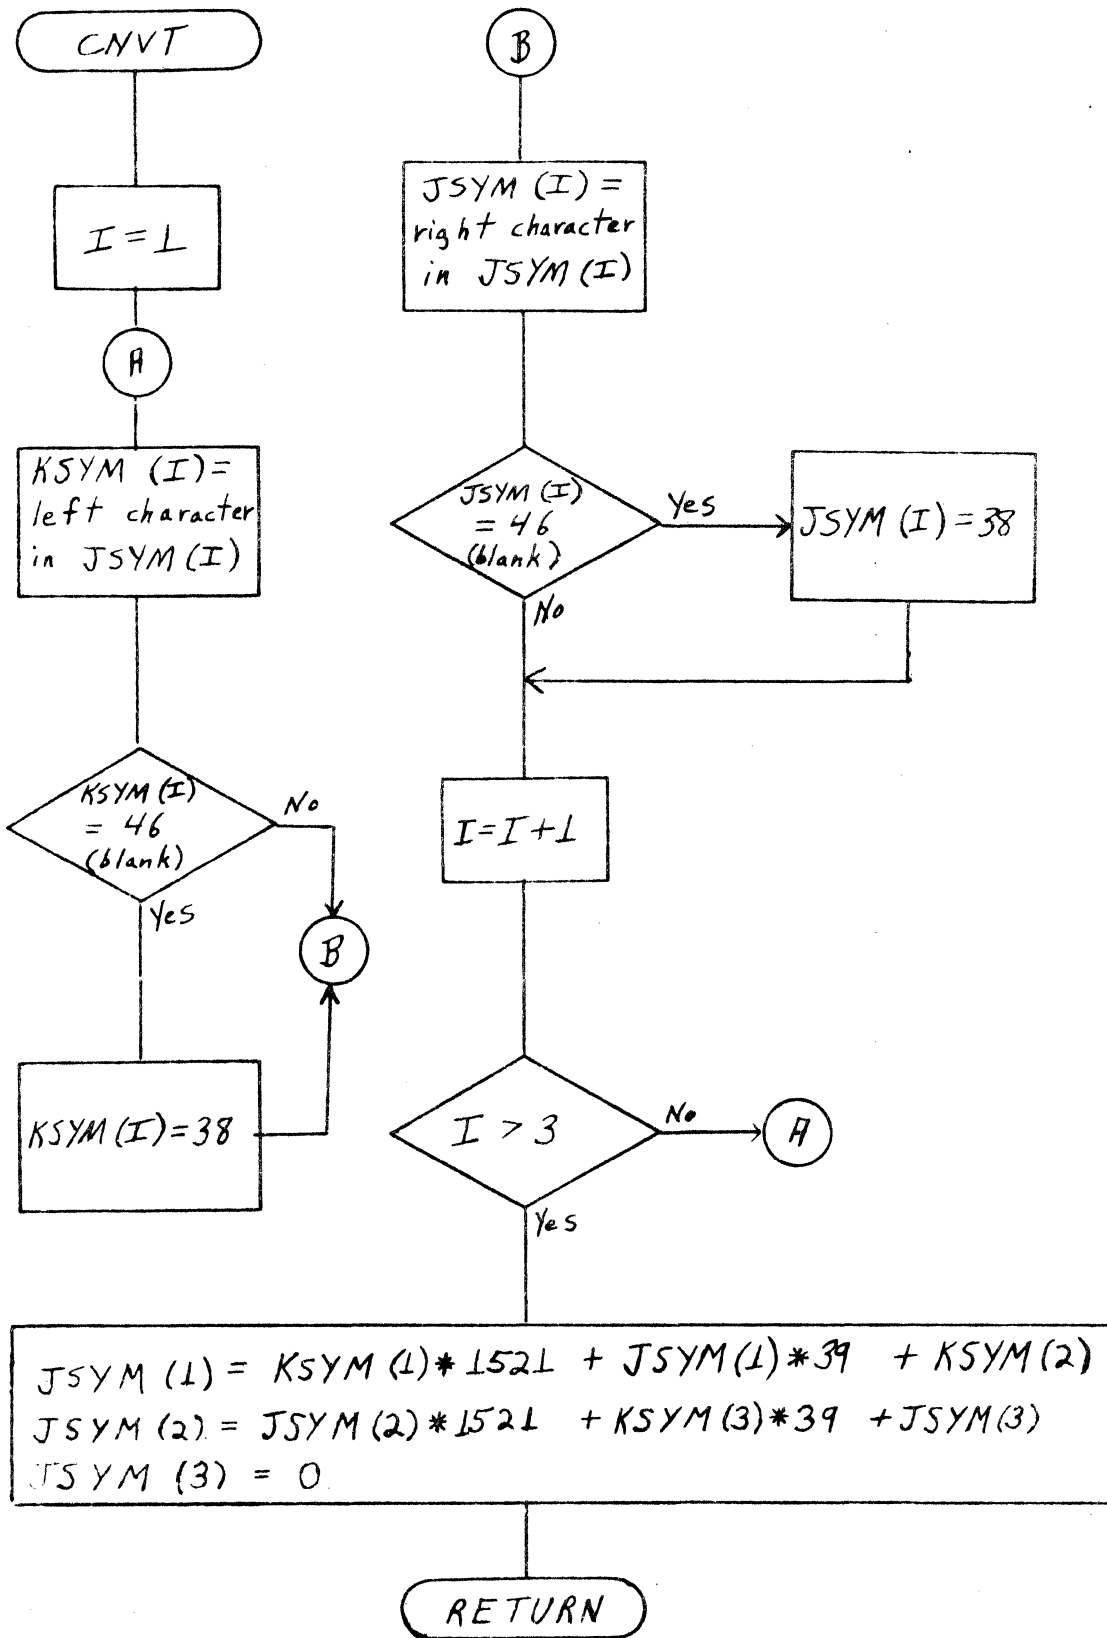 CNVT
I = 1
A
KSYM (I) =
left character
in JSYM(I)
KSYM(I)
= 46
(blank)
No
Yes
B
KSYM(I)=38
B
JSYM (I) =
right character
in JSYM(I)
JSYM(I)
= 46
(blank)
Yes
JSYM(I)=38
No
I=I+1
I > 3
No
A
Yes
JSYM (1) = KSYM(1)*1521 + JSYM(1)*39 + KSYM(2)
JSYM (2) = JSYM(2)*1521 + KSYM(3)*39 + JSYM(3)
JSYM (3) = 0
RETURN